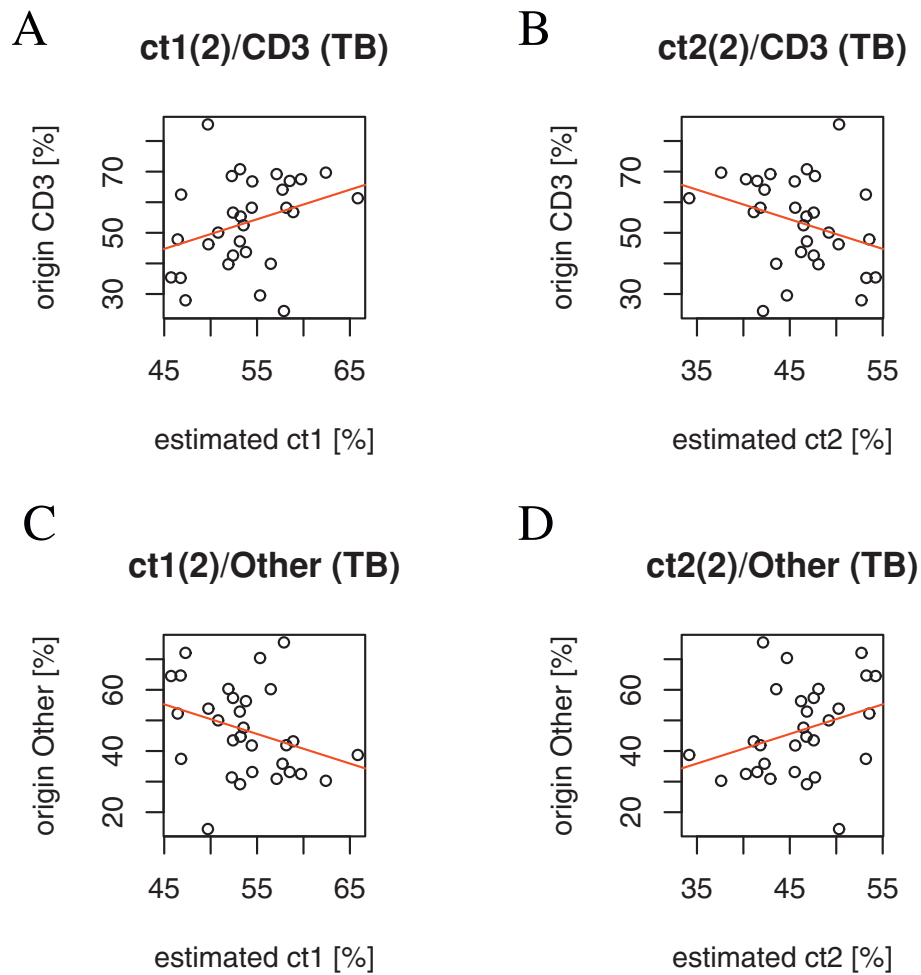 A
ct1(2)/CD3 (TB)
origin CD3 [%]
30
50
70
45
55
65
estimated ct1 [%]
B
ct2(2)/CD3 (TB)
origin CD3 [%]
30
50
70
35
45
55
estimated ct2 [%]
C
ct1(2)/Other (TB)
origin Other [%]
20
40
60
45
55
65
estimated ct1 [%]
D
ct2(2)/Other (TB)
origin Other [%]
20
40
60
35
45
55
estimated ct2 [%]